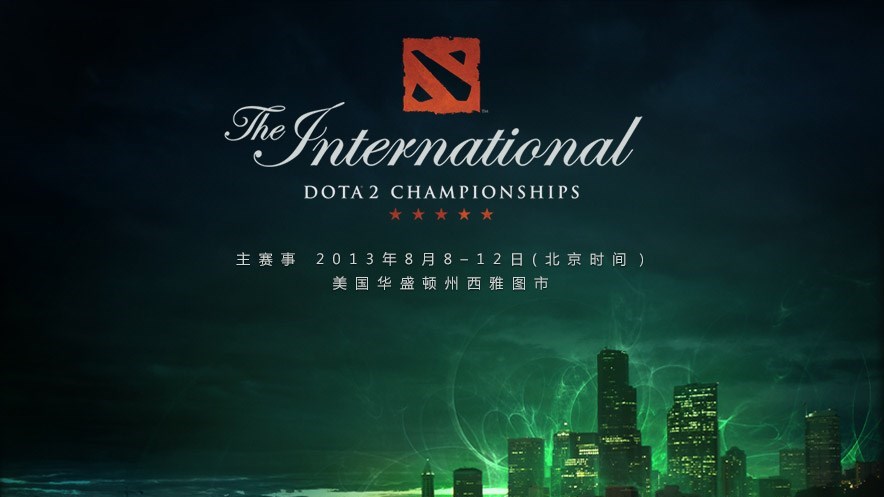 The International
DOTA 2 CHAMPIONSHIPS
主赛事 2013年8月8-12日(北京时间)
美国华盛顿州西雅图市